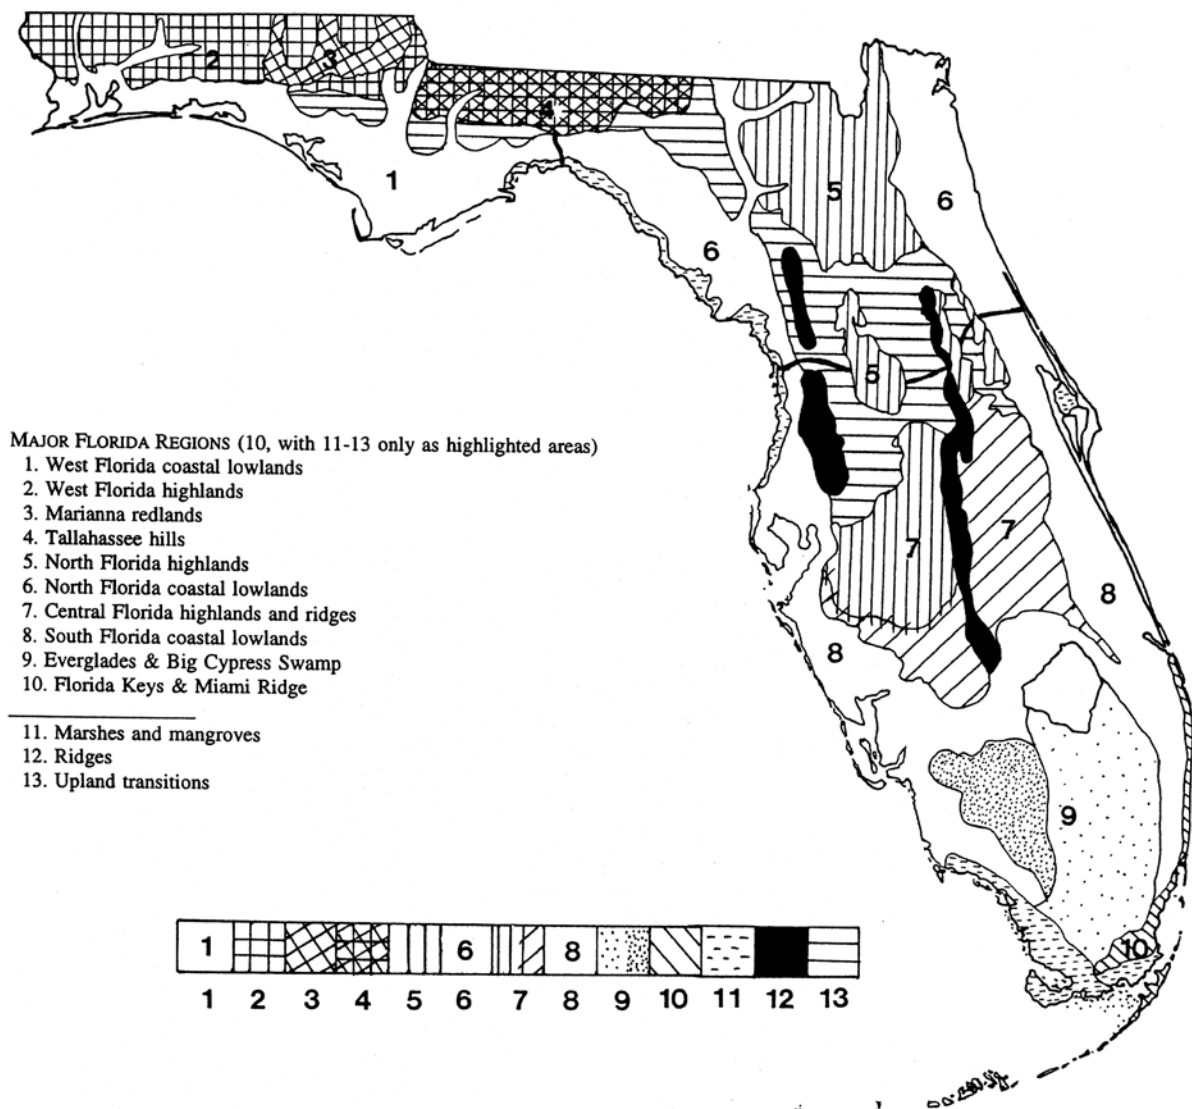 2
3
4
1
5
6
6
5
MAJOR FLORIDA REGIONS (10, with 11-13 only as highlighted areas)
1. West Florida coastal lowlands
2. West Florida highlands
3. Marianna redlands
4. Tallahassee hills
5. North Florida highlands
6. North Florida coastal lowlands
7. Central Florida highlands and ridges
8. South Florida coastal lowlands
9. Everglades & Big Cypress Swamp
10. Florida Keys & Miami Ridge
11. Marshes and mangroves
12. Ridges
13. Upland transitions
7
7
8
8
9
10
1 6 8
1 2 3 4 5 6 7 8 9 10 11 12 13